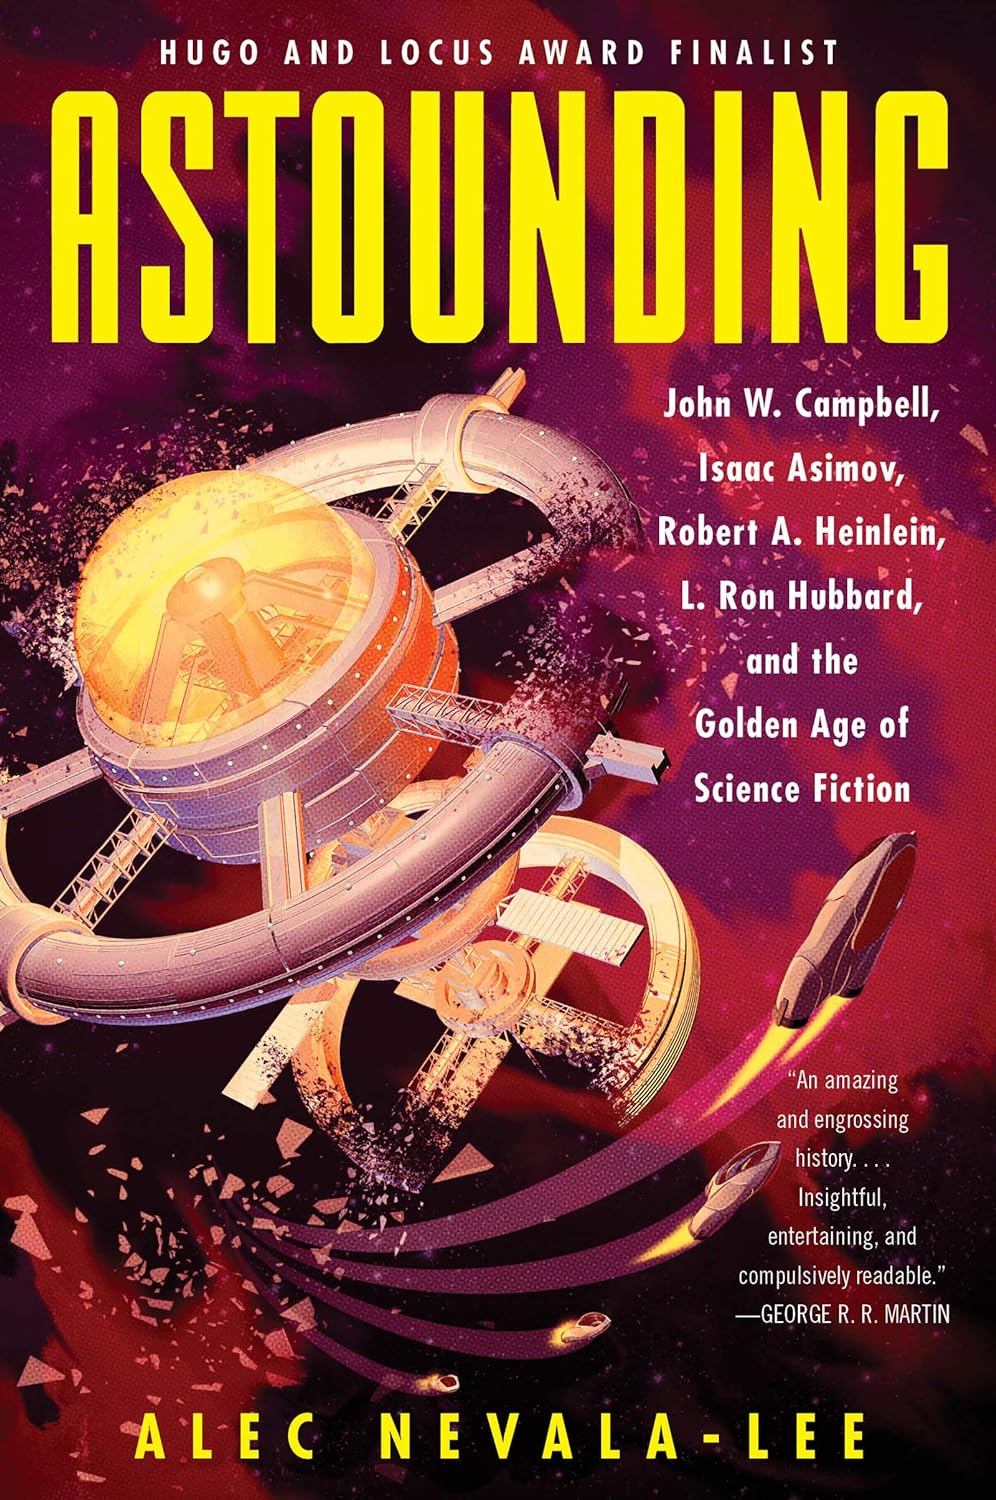 HUGO AND LOCUS AWARD FINALIST
ASTOUNDING
John W. Campbell,
Isaac Asimov,
Robert A. Heinlein,
L. Ron Hubbard,
and the
Golden Age of
Science Fiction
“An amazing
and engrossing
history. . . .
Insightful,
entertaining, and
compulsively readable.”
—GEORGE R. R. MARTIN
ALEC NEVALA-LEE